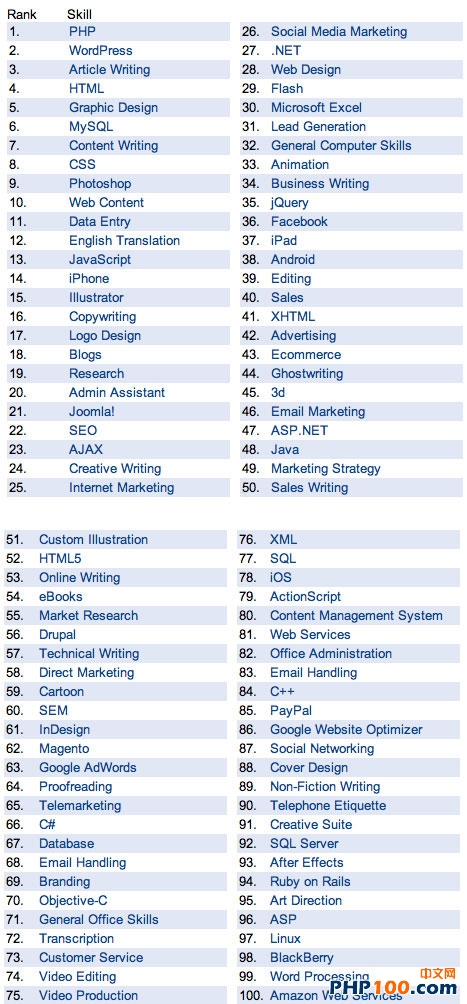 Rank Skill
1. PHP
2. WordPress
3. Article Writing
4. HTML
5. Graphic Design
6. MySQL
7. Content Writing
8. CSS
9. Photoshop
10. Web Content
11. Data Entry
12. English Translation
13. JavaScript
14. iPhone
15. Illustrator
16. Copywriting
17. Logo Design
18. Blogs
19. Research
20. Admin Assistant
21. Joomla!
22. SEO
23. AJAX
24. Creative Writing
25. Internet Marketing
26. Social Media Marketing
27. .NET
28. Web Design
29. Flash
30. Microsoft Excel
31. Lead Generation
32. General Computer Skills
33. Animation
34. Business Writing
35. jQuery
36. Facebook
37. iPad
38. Android
39. Editing
40. Sales
41. XHTML
42. Advertising
43. Ecommerce
44. Ghostwriting
45. 3d
46. Email Marketing
47. ASP.NET
48. Java
49. Marketing Strategy
50. Sales Writing
51. Custom Illustration
52. HTML5
53. Online Writing
54. eBooks
55. Market Research
56. Drupal
57. Technical Writing
58. Direct Marketing
59. Cartoon
60. SEM
61. InDesign
62. Magento
63. Google AdWords
64. Proofreading
65. Telemarketing
66. C#
67. Database
68. Email Handling
69. Branding
70. Objective-C
71. General Office Skills
72. Transcription
73. Customer Service
74. Video Editing
75. Video Production
76. XML
77. SQL
78. iOS
79. ActionScript
80. Content Management System
81. Web Services
82. Office Administration
83. Email Handling
84. C++
85. PayPal
86. Google Website Optimizer
87. Social Networking
88. Cover Design
89. Non-Fiction Writing
90. Telephone Etiquette
91. Creative Suite
92. SQL Server
93. After Effects
94. Ruby on Rails
95. Art Direction
96. ASP
97. Linux
98. BlackBerry
99. Word Processing
100. Amazon Web Services
中文网
PHP100.com